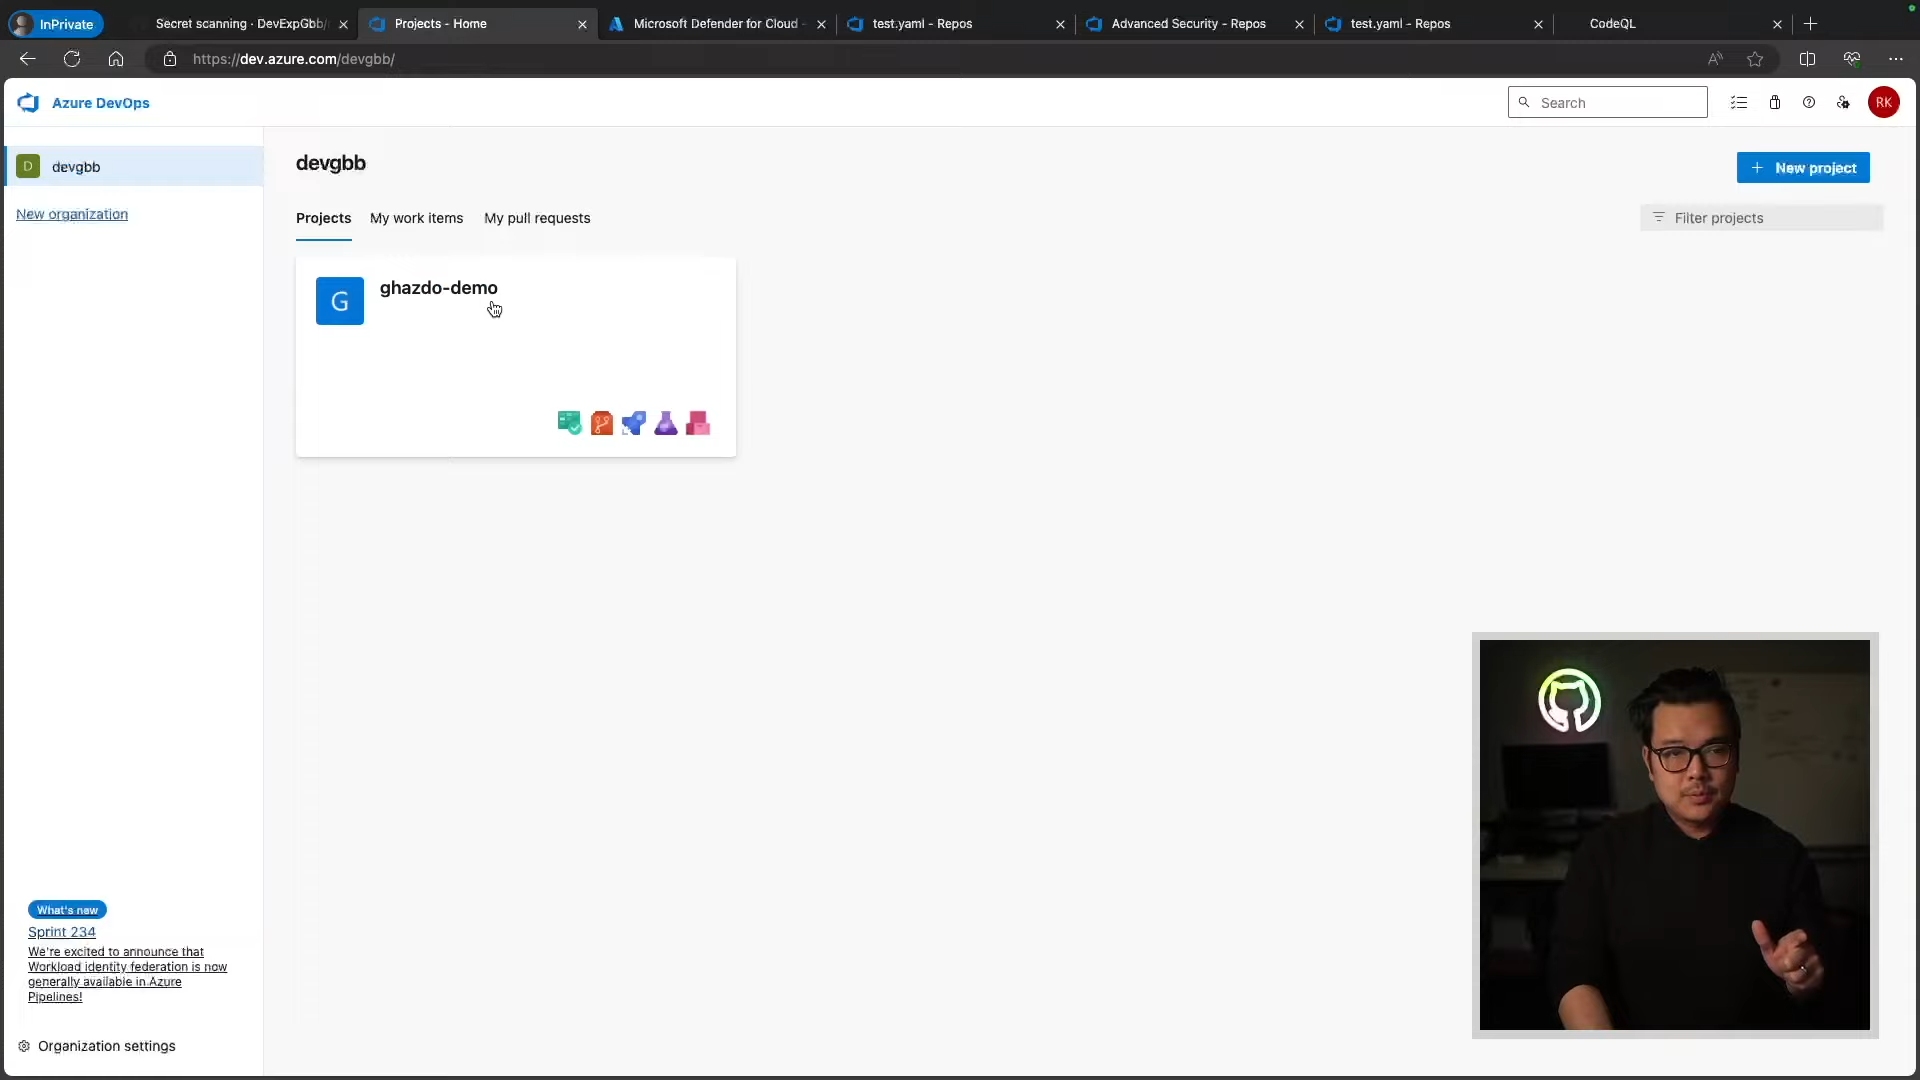 InPrivate
Secret scanning · DevExpGbb/
Projects - Home
Microsoft Defender for Cloud -
test.yaml - Repos
Advanced Security - Repos
test.yaml - Repos
CodeQL
https://dev.azure.com/devgbb/
Azure DevOps
Search
RK
D
devgbb
New organization
devgbb
New project
Projects
My work items
My pull requests
Filter projects
G
ghazdo-demo
What's new
Sprint 234
We're excited to announce that
Workload identity federation is now
generally available in Azure
Pipelines!
Organization settings